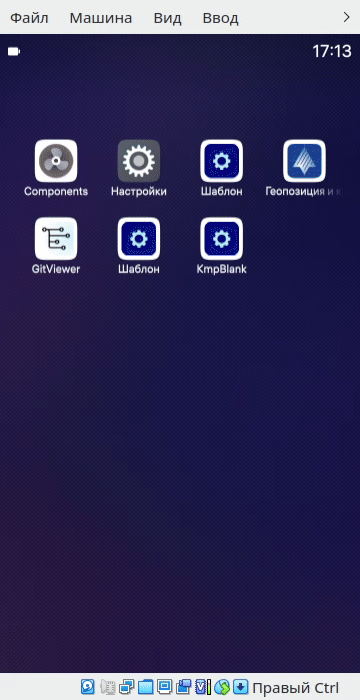 Файл Машина Вид Ввод
17:13
Components Настройки Шаблон Геопозиция и к
GitViewer Шаблон KmpBlank
Правый Ctrl